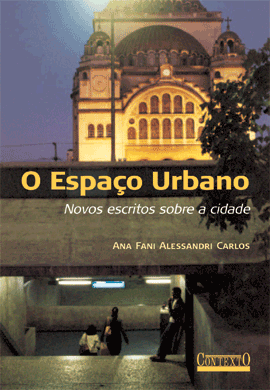 O Espaço Urbano
Novos escritos sobre a cidade
ANA FANI ALESSANDRI CARLOS
CONTEXTO